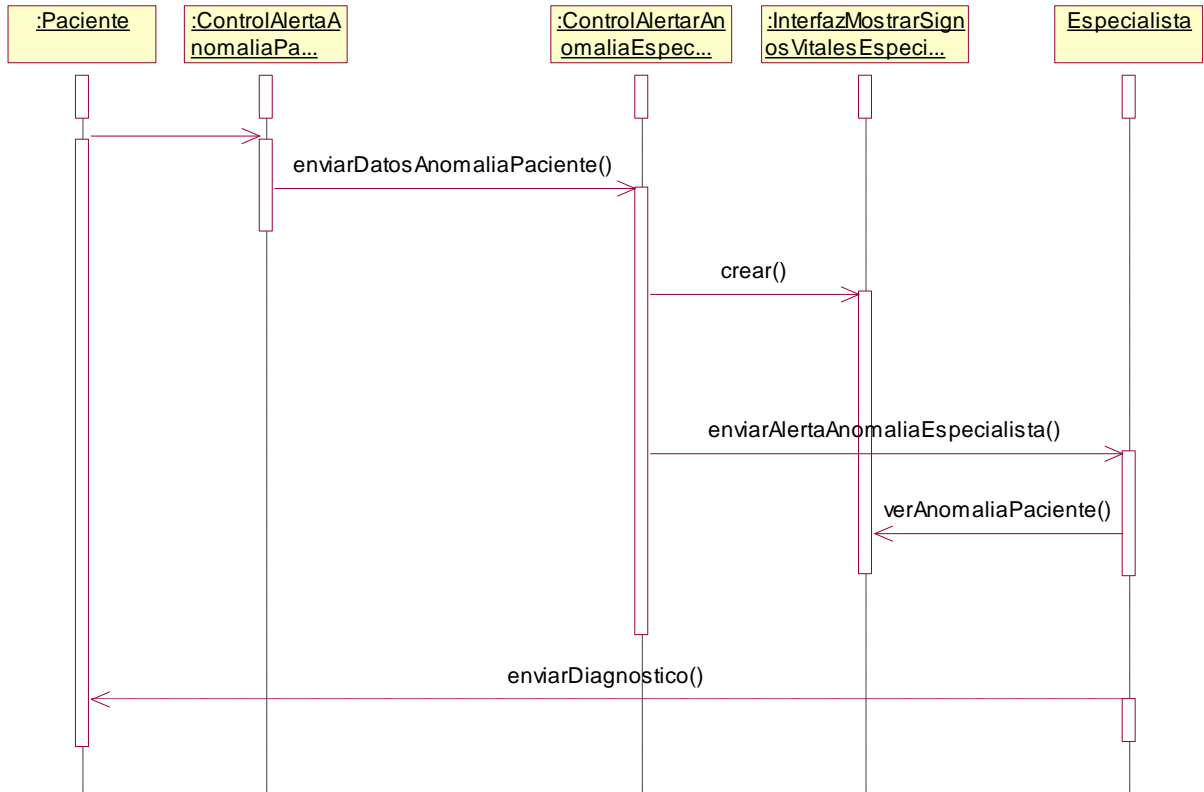 :Paciente
:ControlAlertaA
nomaliaPa...
:ControlAlertarAn
omaliaEspec...
:InterfazMostrarSign
osVitalesEspeci...
Especialista
enviarDatosAnomaliaPaciente()
crear()
enviarAlertaAnomaliaEspecialista()
verAnomaliaPaciente()
enviarDiagnostico()